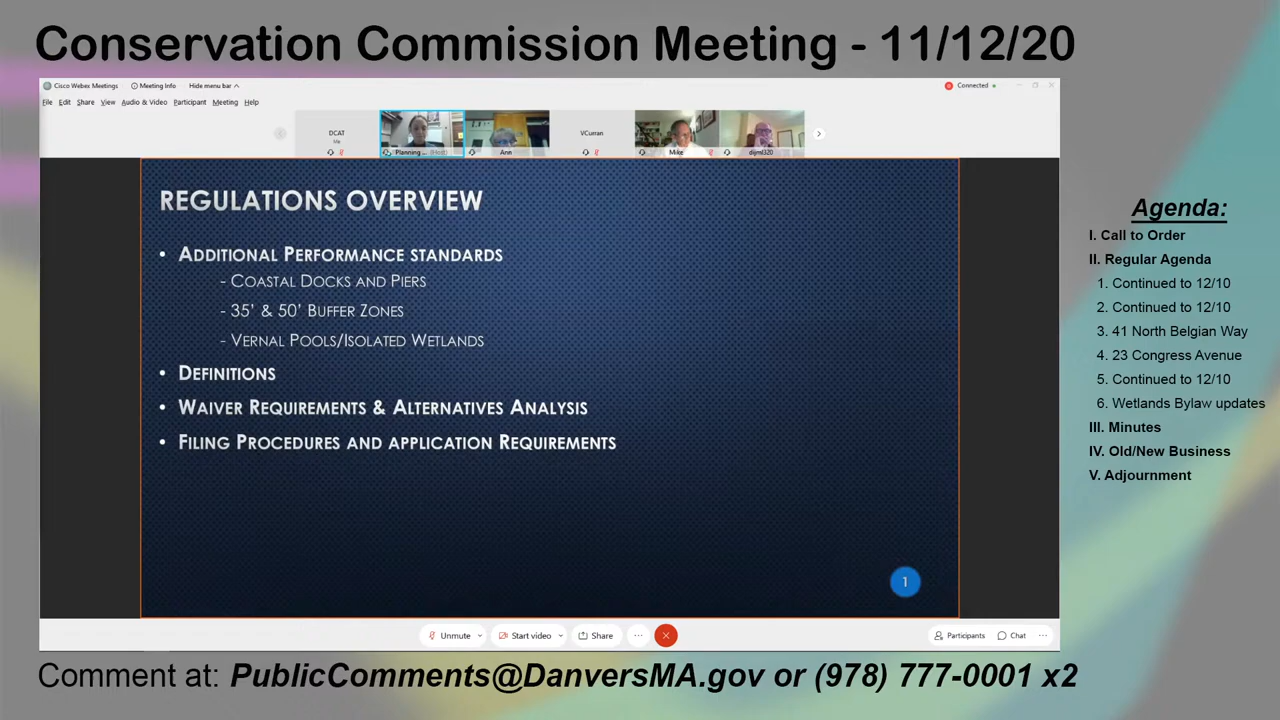 Conservation Commission Meeting - 11/12/20
Cisco Webex Meetings Meeting Info Hide menu bar
Connected
File Edit Share View Audio & Video Participant Meeting Help
DCAT
Me
Planning ... (Host)
Ann
VCurran
Mike
dijml320
REGULATIONS OVERVIEW
• ADDITIONAL PERFORMANCE STANDARDS
- COASTAL DOCKS AND PIERS
- 35' & 50' BUFFER ZONES
- VERNAL POOLS/ISOLATED WETLANDS
• DEFINITIONS
• WAIVER REQUIREMENTS & ALTERNATIVES ANALYSIS
• FILING PROCEDURES AND APPLICATION REQUIREMENTS
1
Unmute Start video Share
Participants Chat
Agenda:
I. Call to Order
II. Regular Agenda
1. Continued to 12/10
2. Continued to 12/10
3. 41 North Belgian Way
4. 23 Congress Avenue
5. Continued to 12/10
6. Wetlands Bylaw updates
III. Minutes
IV. Old/New Business
V. Adjournment
Comment at: PublicComments@DanversMA.gov or (978) 777-0001 x2